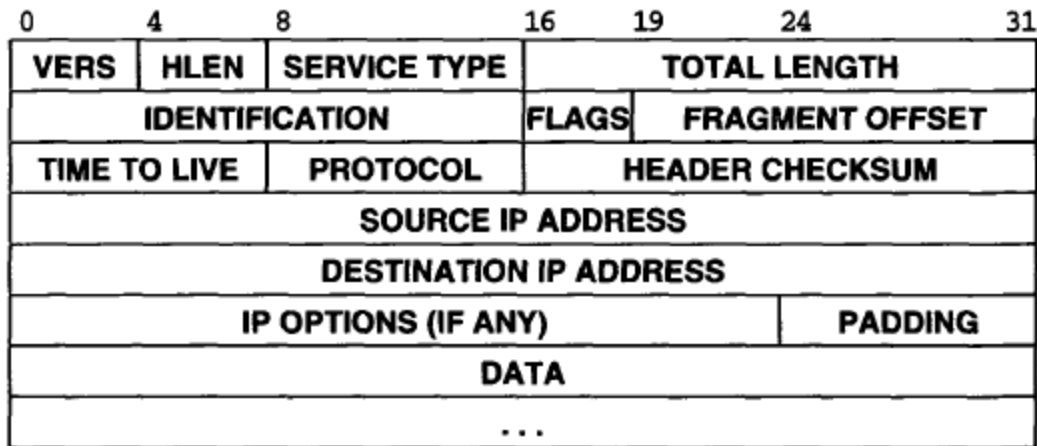 0 4 8 16 19 24 31
VERS HLEN SERVICE TYPE TOTAL LENGTH
IDENTIFICATION FLAGS FRAGMENT OFFSET
TIME TO LIVE PROTOCOL HEADER CHECKSUM
SOURCE IP ADDRESS
DESTINATION IP ADDRESS
IP OPTIONS (IF ANY) PADDING
DATA
...